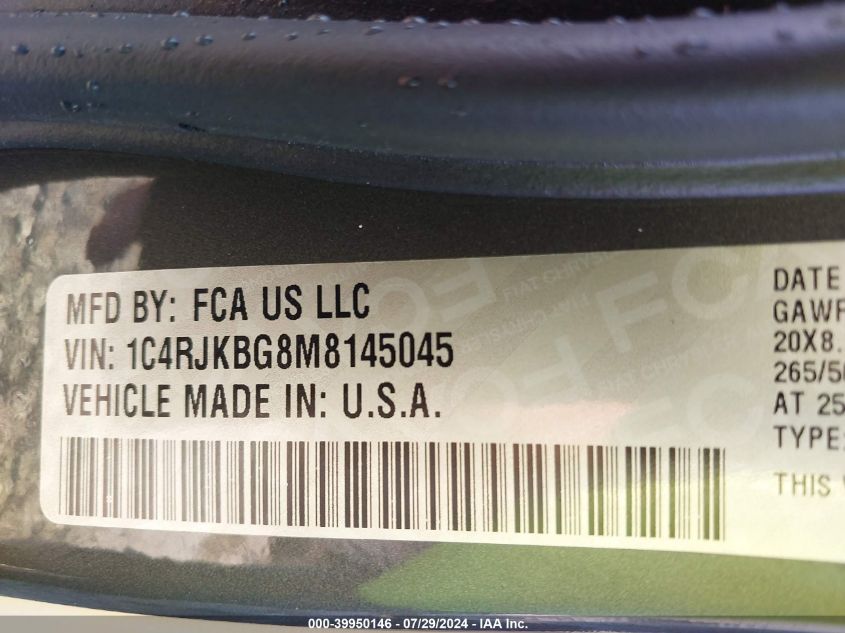 MFD BY: FCA US LLC
VIN: 1C4RJKBG8M8145045
VEHICLE MADE IN: U.S.A.
DATE
GAWR
20X8.
265/50
AT 25
TYPE:
THIS
000-39950146 - 07/29/2024 - IAA Inc.